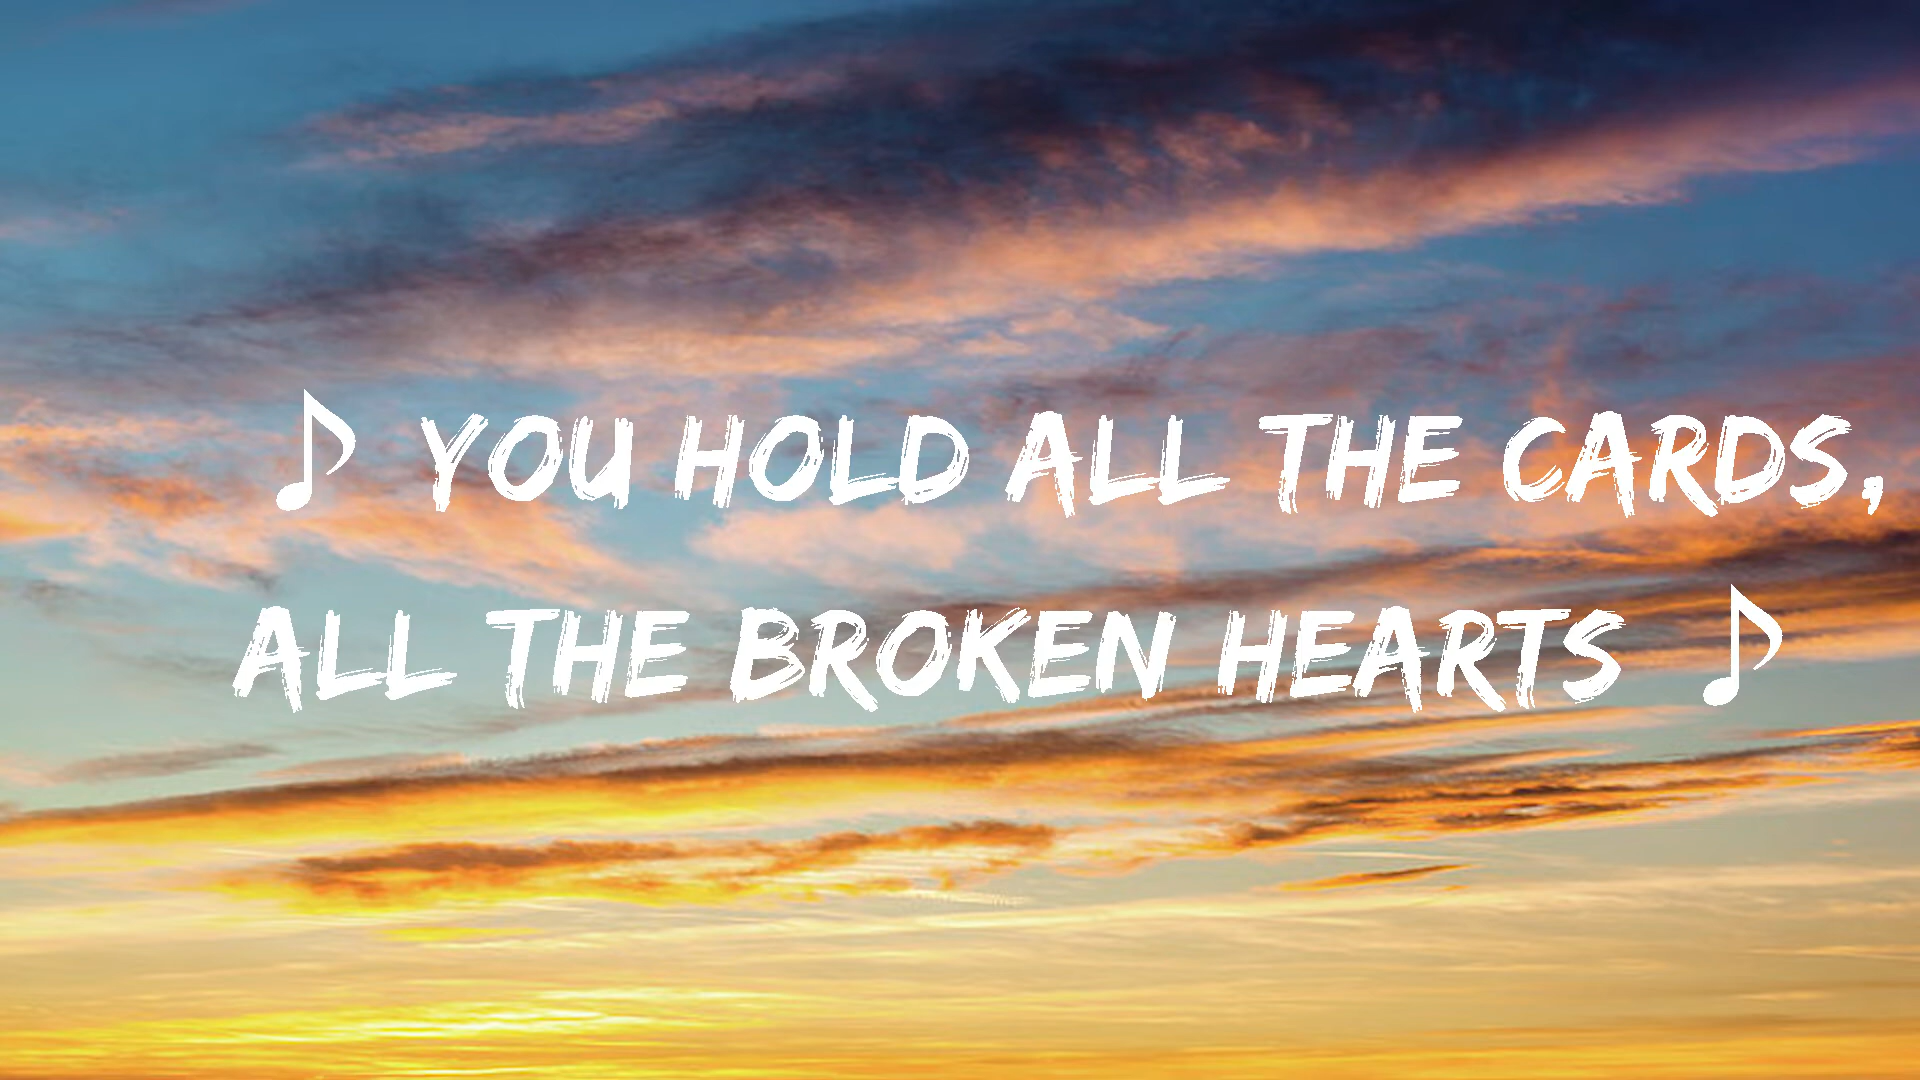 ♪ YOU HOLD ALL THE CARDS,
ALL THE BROKEN HEARTS ♪